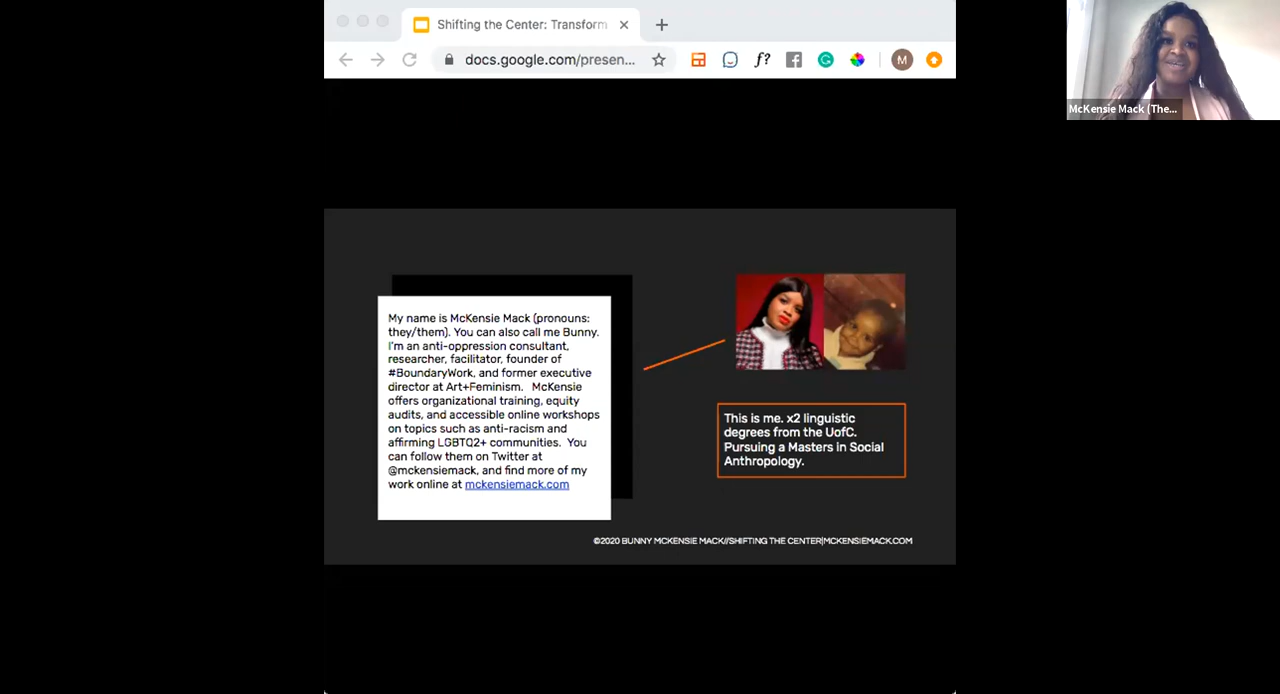 Shifting the Center: Transform
docs.google.com/presen...
f?
M
McKensie Mack (The...
My name is McKensie Mack (pronouns:
they/them). You can also call me Bunny.
I'm an anti-oppression consultant,
researcher, facilitator, founder of
#BoundaryWork, and former executive
director at Art+Feminism. McKensie
offers organizational training, equity
audits, and accessible online workshops
on topics such as anti-racism and
affirming LGBTQ2+ communities. You
can follow them on Twitter at
@mckensiemack, and find more of my
work online at mckensiemack.com
This is me. x2 linguistic
degrees from the UofC.
Pursuing a Masters in Social
Anthropology.
©2020 BUNNY MCKENSIE MACK//SHIFTING THE CENTER|MCKENSIEMACK.COM